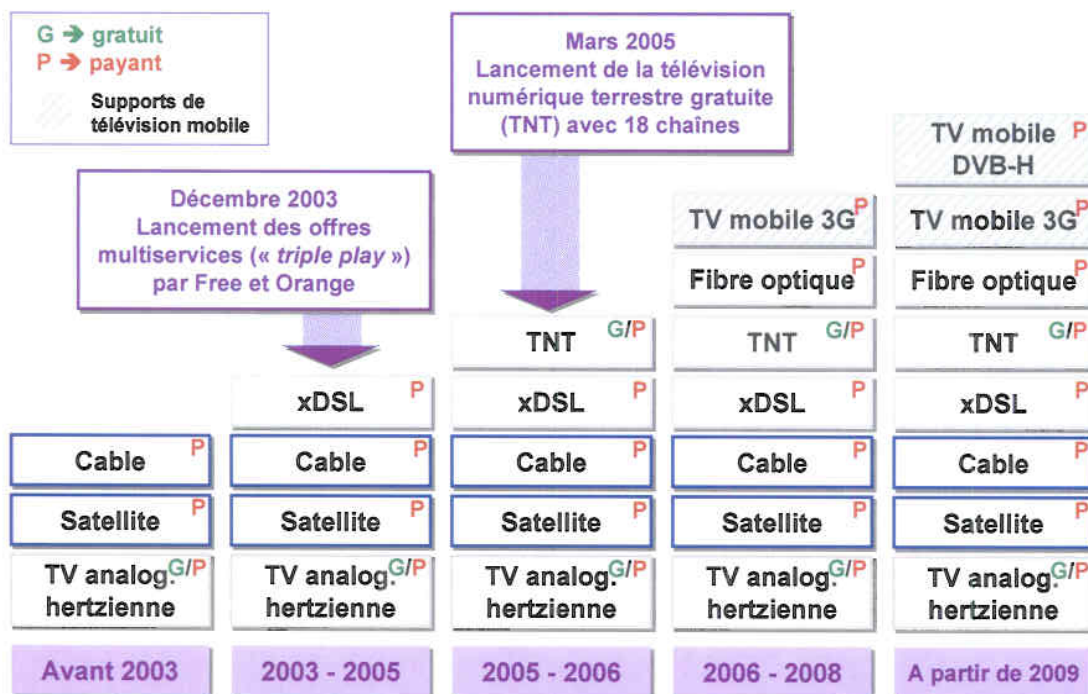 G ➔ gratuit
P ➔ payant
Supports de
télévision mobile
Mars 2005
Lancement de la télévision
numérique terrestre gratuite
(TNT) avec 18 chaînes
Décembre 2003
Lancement des offres
multiservices (« triple play »)
par Free et Orange
TV mobile P
DVB-H
TV mobile 3G P
TV mobile 3G P
Fibre optique P
Fibre optique P
TNT G/P
TNT G/P
TNT G/P
xDSL P
xDSL P
xDSL P
xDSL P
Cable P
Cable P
Cable P
Cable P
Cable P
Satellite P
Satellite P
Satellite P
Satellite P
Satellite P
TV analog. G/P
hertzienne
TV analog. G/P
hertzienne
TV analog. G/P
hertzienne
TV analog. G/P
hertzienne
TV analog. G/P
hertzienne
Avant 2003
2003 - 2005
2005 - 2006
2006 - 2008
A partir de 2009